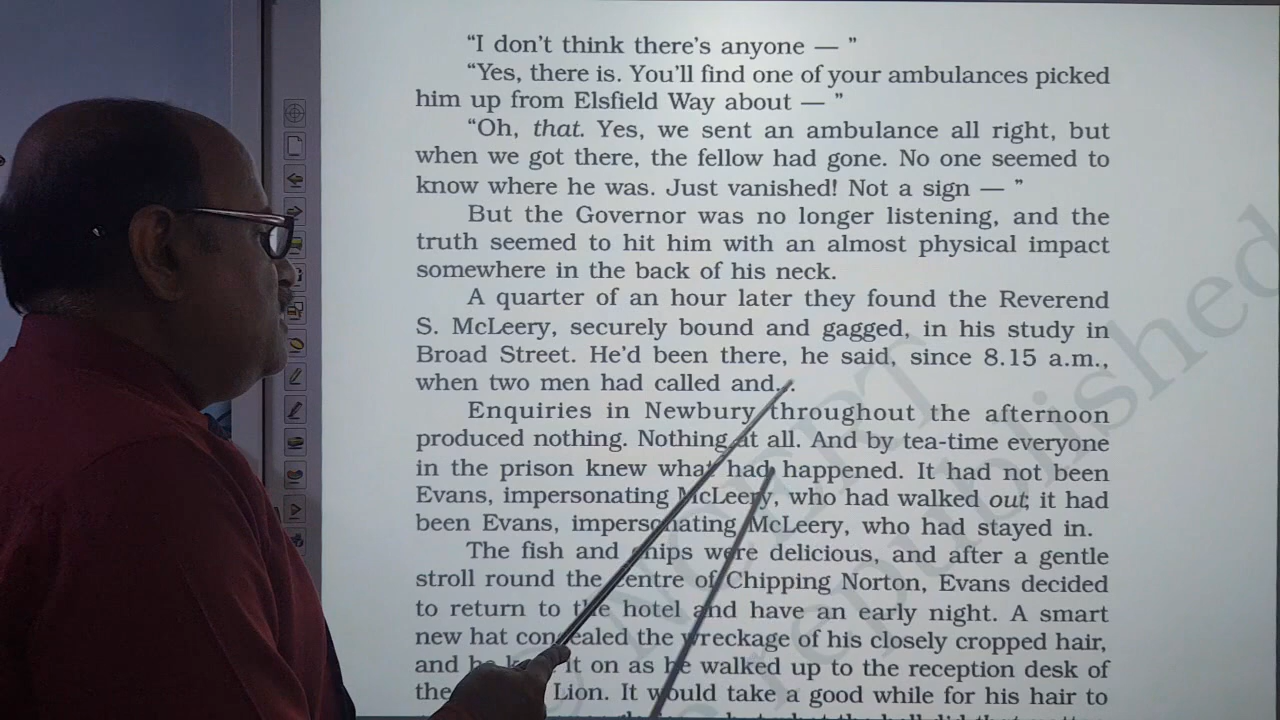 “I don’t think there’s anyone — ”
“Yes, there is. You’ll find one of your ambulances picked
him up from Elsfield Way about — ”
“Oh, that. Yes, we sent an ambulance all right, but
when we got there, the fellow had gone. No one seemed to
know where he was. Just vanished! Not a sign — ”
But the Governor was no longer listening, and the
truth seemed to hit him with an almost physical impact
somewhere in the back of his neck.
A quarter of an hour later they found the Reverend
S. McLeery, securely bound and gagged, in his study in
Broad Street. He’d been there, he said, since 8.15 a.m.,
when two men had called and...
Enquiries in Newbury throughout the afternoon
produced nothing. Nothing at all. And by tea-time everyone
in the prison knew what had happened. It had not been
Evans, impersonating McLeery, who had walked out; it had
been Evans, impersonating McLeery, who had stayed in.
The fish and chips were delicious, and after a gentle
stroll round the centre of Chipping Norton, Evans decided
to return to the hotel and have an early night. A smart
new hat concealed the wreckage of his closely cropped hair,
and he kept it on as he walked up to the reception desk of
the Lion. It would take a good while for his hair to
© NCERT
republished